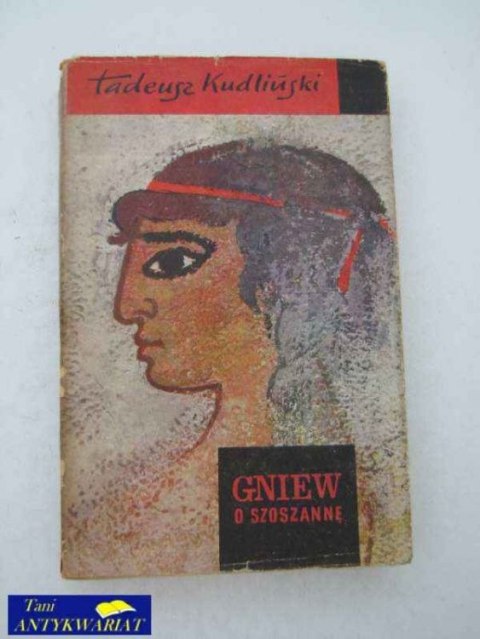 Tadeusz Kudliński
GNIEW
O SZOSZANNĘ
Tani
ANTYKWARIAT